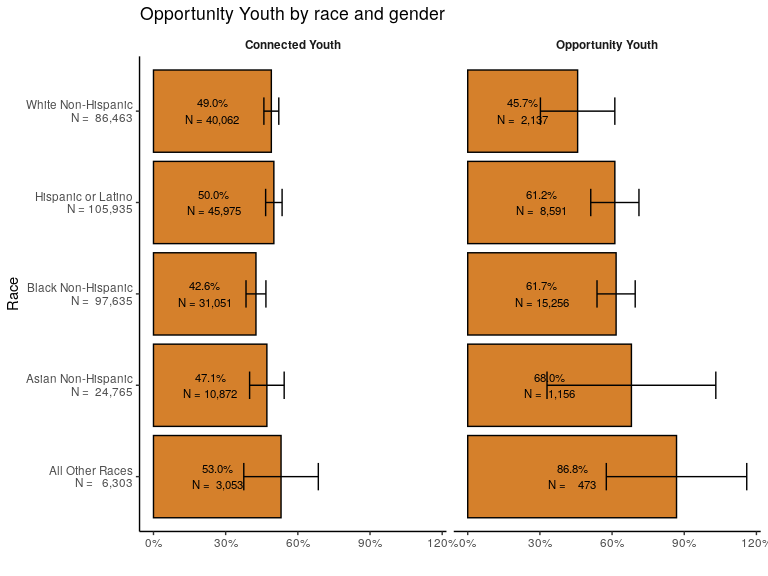 Opportunity Youth by race and gender
Connected Youth
Opportunity Youth
Race
White Non-Hispanic
N = 86,463
49.0%
N = 40,062
45.7%
N = 2,137
Hispanic or Latino
N = 105,935
50.0%
N = 45,975
61.2%
N = 8,591
Black Non-Hispanic
N = 97,635
42.6%
N = 31,051
61.7%
N = 15,256
Asian Non-Hispanic
N = 24,765
47.1%
N = 10,872
68.0%
N = 1,156
All Other Races
N = 6,303
53.0%
N = 3,053
86.8%
N = 473
0% 30% 60% 90% 120%
0% 30% 60% 90% 120%